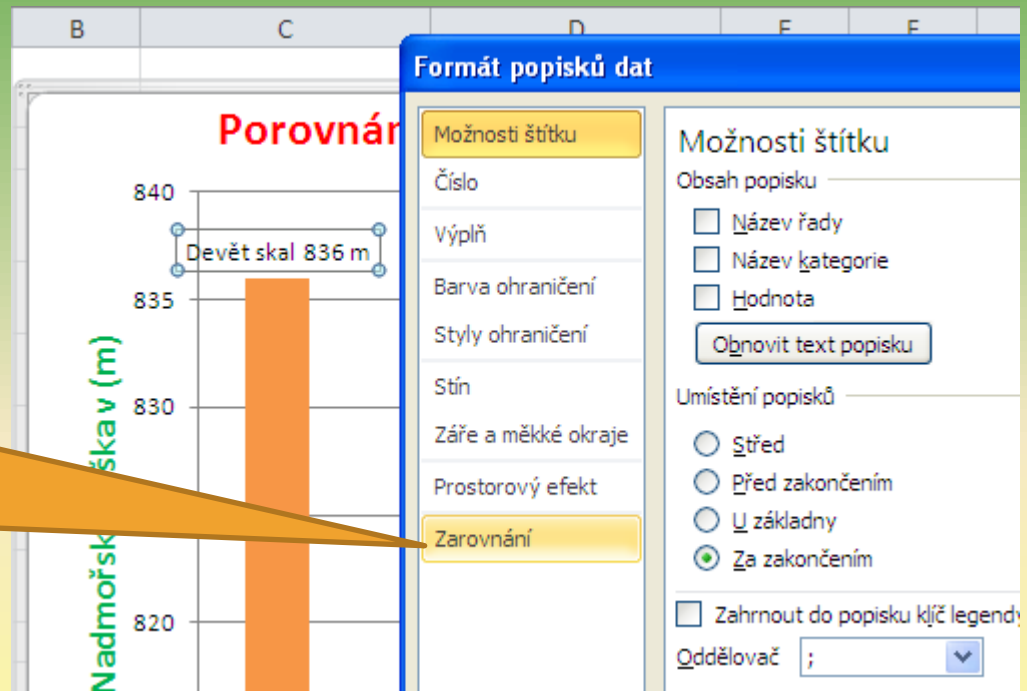 B C D
Formát popisků dat
Porovnár
840
Devět skal 836 m
835
830
820
Nadmořsk škav (m)
Možnosti štítku
Číslo
Výplň
Barva ohraničení
Styly ohraničení
Stín
Záře a měkké okraje
Prostorový efekt
Zarovnání
Možnosti štítku
Obsah popisku
Název řady
Název kategorie
Hodnota
Obnovit text popisku
Umístění popisků
Střed
Před zakončením
U základny
Za zakončením
Zahrnout do popisku klíč legendy
Oddělovač ;